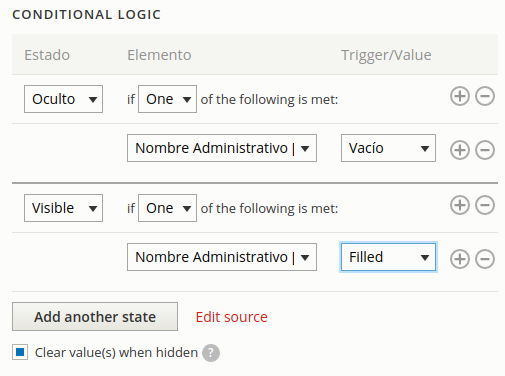 CONDITIONAL LOGIC
Estado Elemento Trigger/Value
Oculto if One of the following is met:
Nombre Administrativo | Vacío
Visible if One of the following is met:
Nombre Administrativo | Filled
Add another state Edit source
Clear value(s) when hidden ?